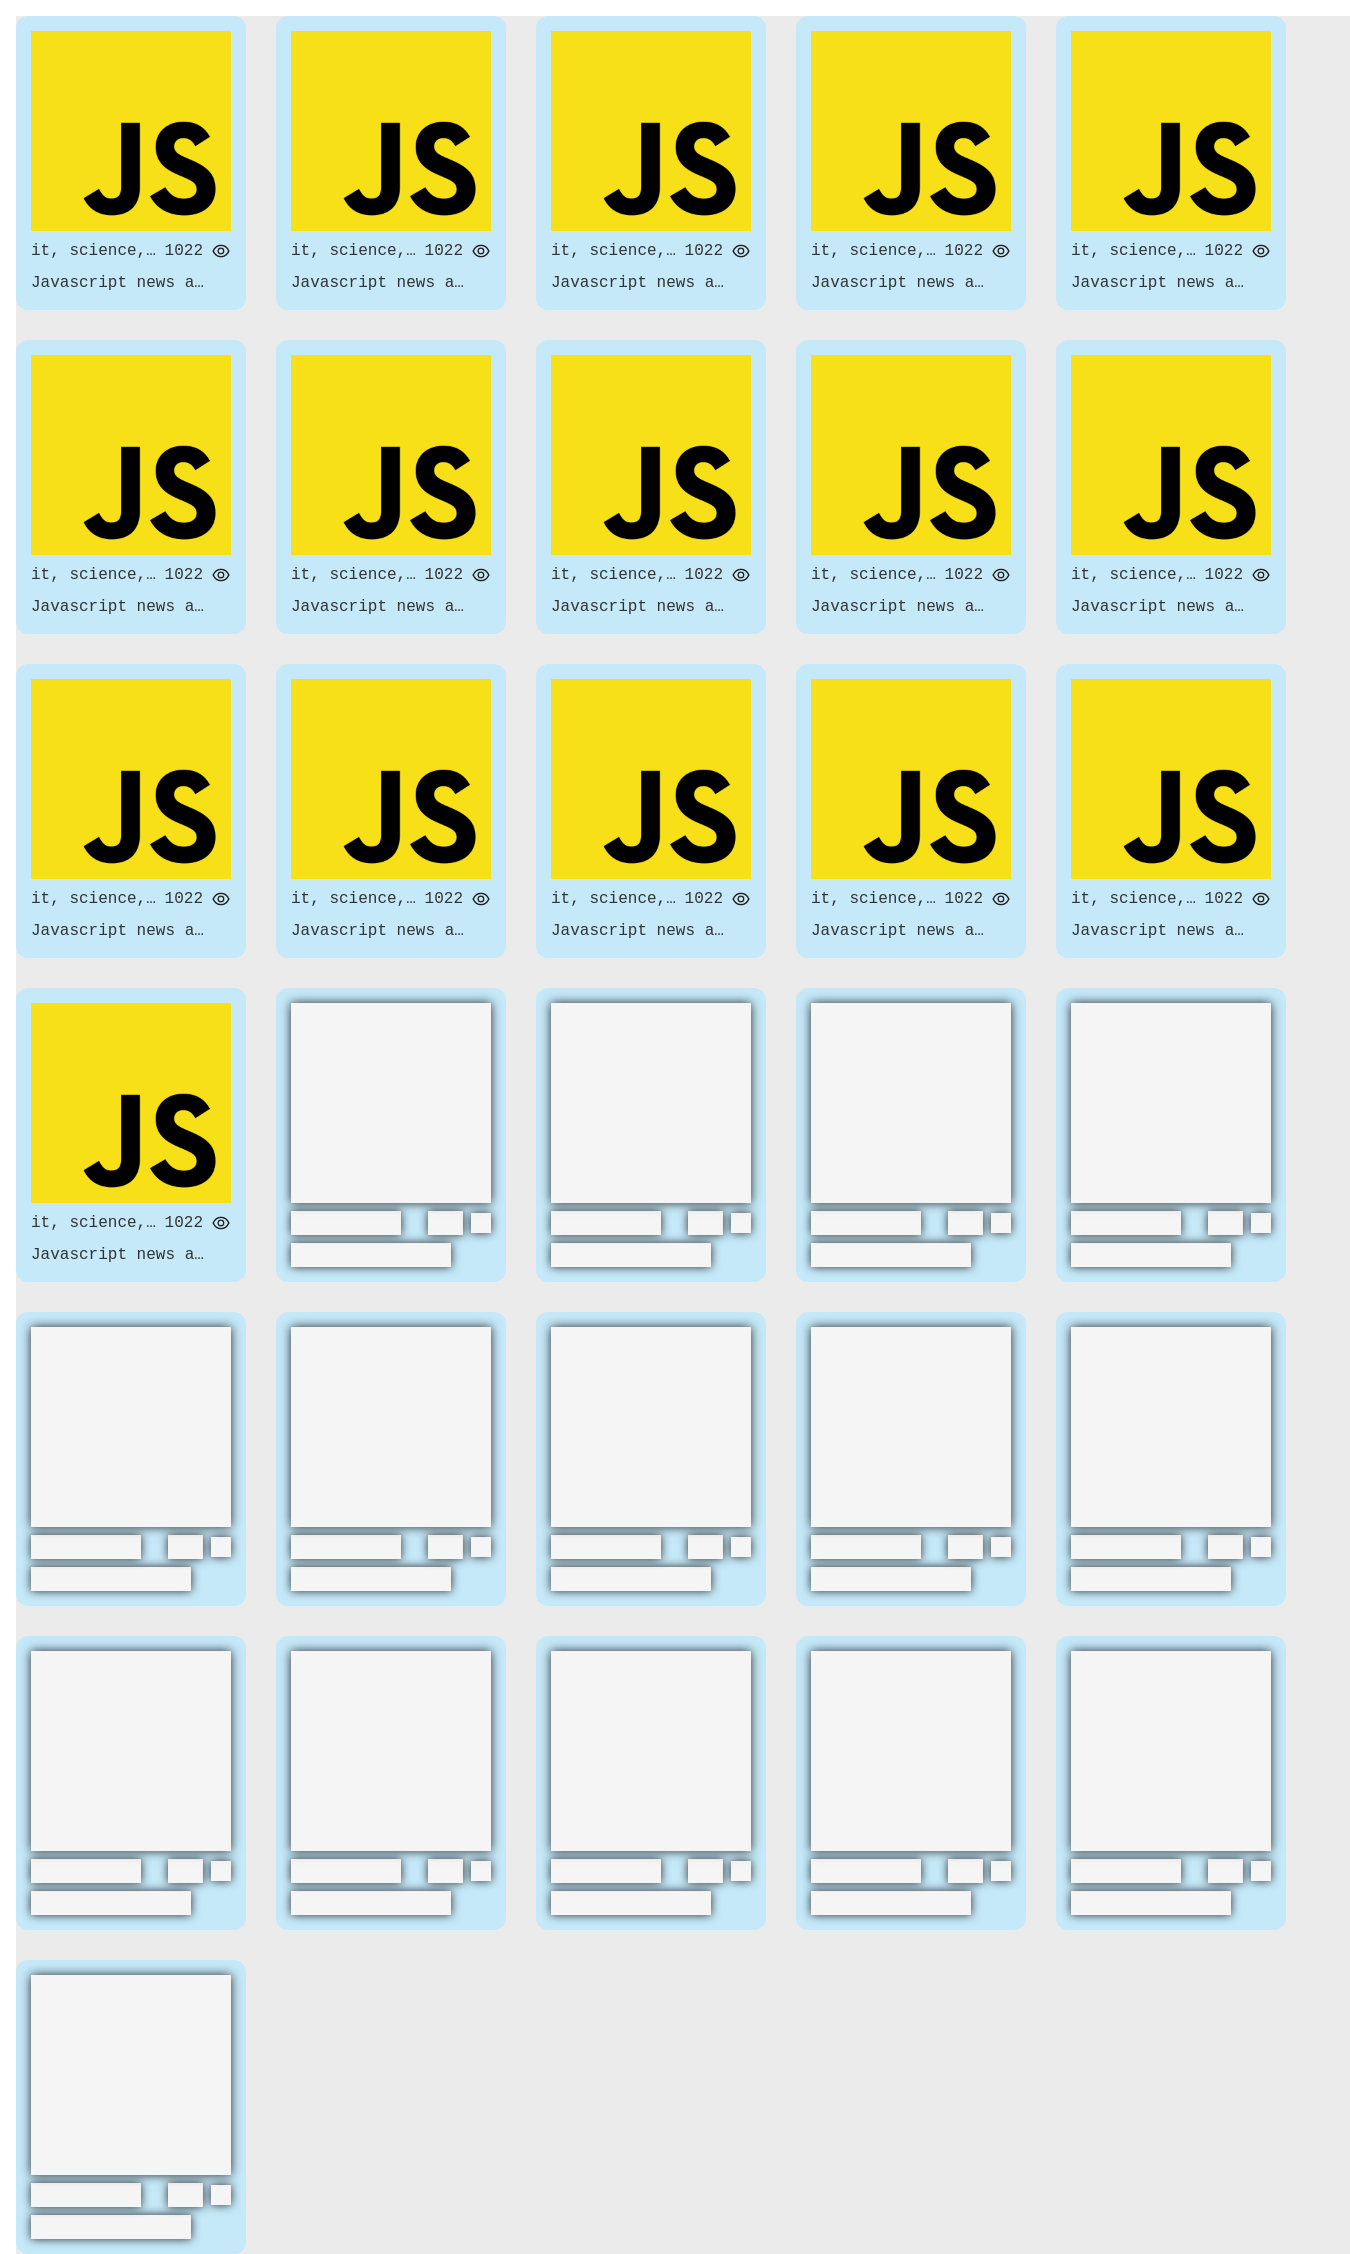 JS JS JS JS JS
it, science,… 1022 it, science,… 1022 it, science,… 1022 it, science,… 1022 it, science,… 1022
Javascript news a… Javascript news a… Javascript news a… Javascript news a… Javascript news a…
JS JS JS JS JS
it, science,… 1022 it, science,… 1022 it, science,… 1022 it, science,… 1022 it, science,… 1022
Javascript news a… Javascript news a… Javascript news a… Javascript news a… Javascript news a…
JS JS JS JS JS
it, science,… 1022 it, science,… 1022 it, science,… 1022 it, science,… 1022 it, science,… 1022
Javascript news a… Javascript news a… Javascript news a… Javascript news a… Javascript news a…
JS
it, science,… 1022
Javascript news a…